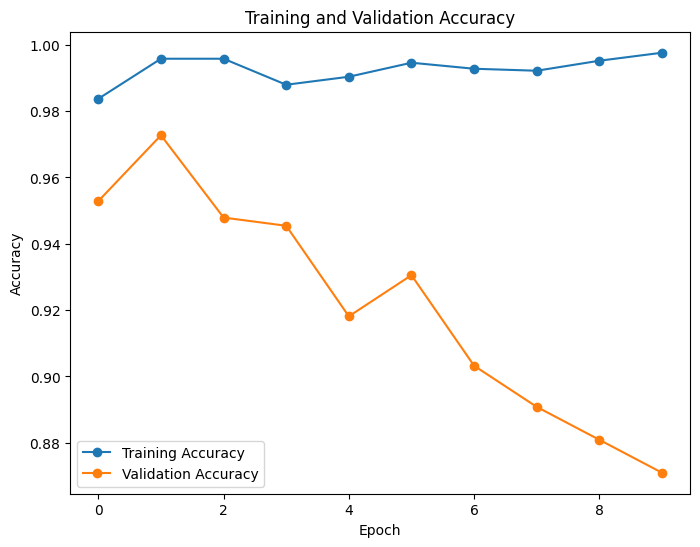 Training and Validation Accuracy
1.00
0.98
0.96
0.94
0.92
0.90
0.88
Accuracy
Training Accuracy
Validation Accuracy
0 2 4 6 8
Epoch